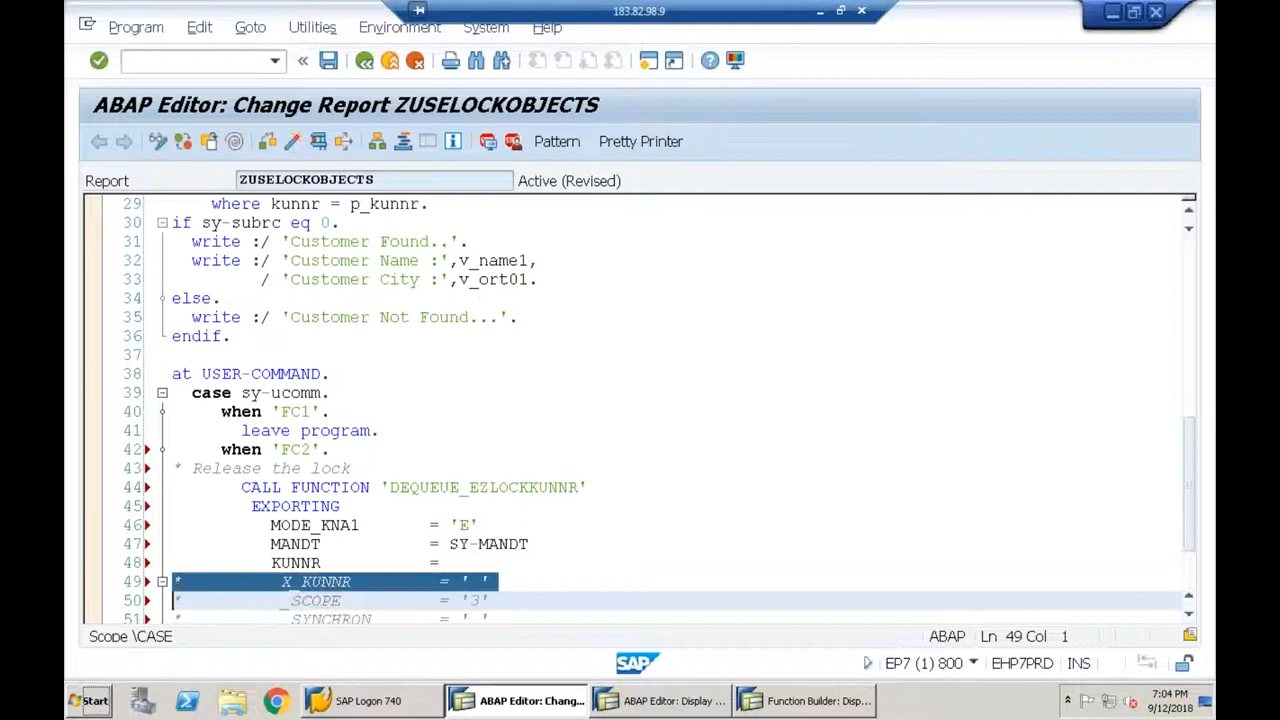 183.82.98.9
Program Edit Goto Utilities Environment System Help
ABAP Editor: Change Report ZUSELOCKOBJECTS
Pattern Pretty Printer
Report ZUSELOCKOBJECTS Active (Revised)
29 where kunnr = p_kunnr.
30 if sy-subrc eq 0.
31 write :/ 'Customer Found..'.
32 write :/ 'Customer Name :',v_name1,
33 / 'Customer City :',v_ort01.
34 else.
35 write :/ 'Customer Not Found...'.
36 endif.
37
38 at USER-COMMAND.
39 case sy-ucomm.
40 when 'FC1'.
41 leave program.
42 when 'FC2'.
43 * Release the lock
44 CALL FUNCTION 'DEQUEUE_EZLOCKKUNNR'
45 EXPORTING
46 MODE_KNA1 = 'E'
47 MANDT = SY-MANDT
48 KUNNR =
49 * X_KUNNR = ' '
50 * _SCOPE = '3'
51 * _SYNCHRON = ' '
Scope \CASE ABAP Ln 49 Col 1
SAP EP7 (1) 800 EHP7PRD INS
Start SAP Logon 740 ABAP Editor: Chang... ABAP Editor: Display ... Function Builder: Disp... 7:04 PM
9/12/2018